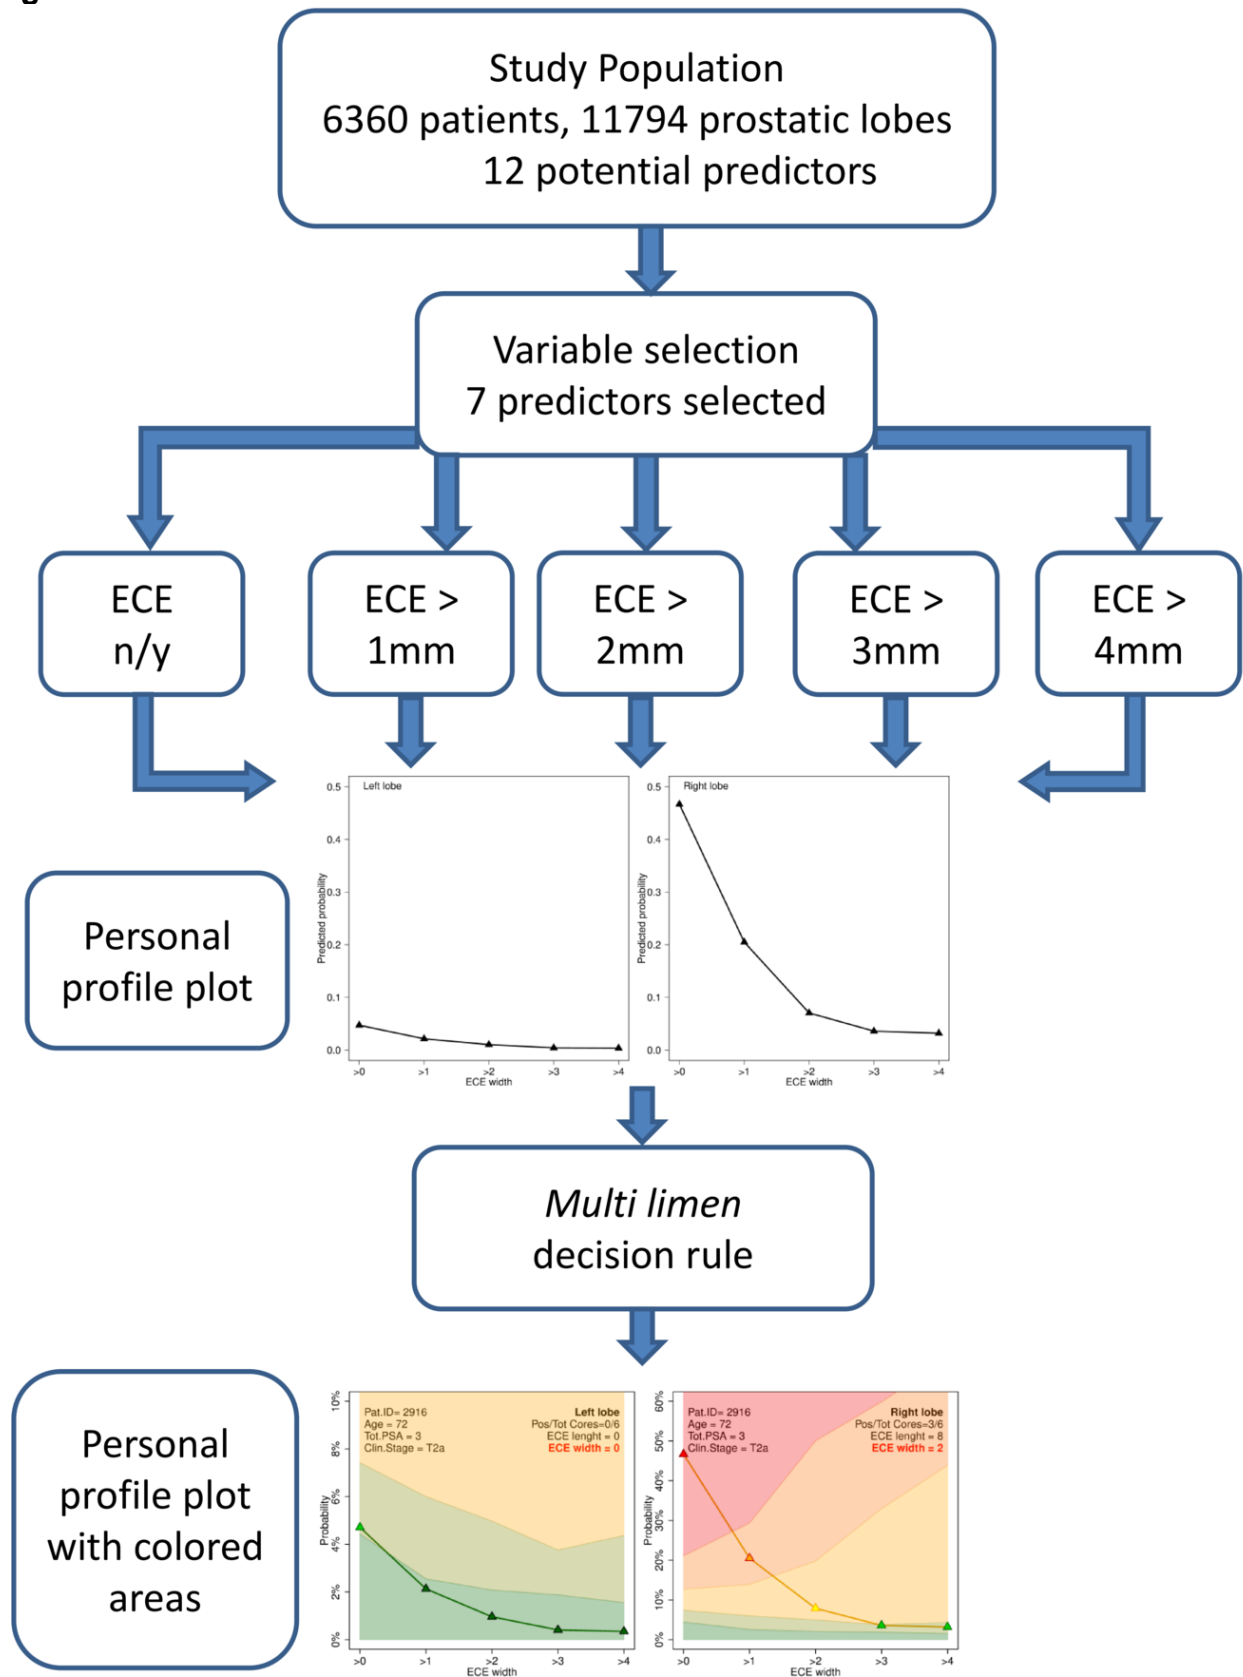 Study Population
6360 patients, 11794 prostatic lobes
12 potential predictors
Variable selection
7 predictors selected
ECE
n/y
ECE >
1mm
ECE >
2mm
ECE >
3mm
ECE >
4mm
Personal
profile plot
Left lobe
Predicted probability
0.5
0.4
0.3
0.2
0.1
0.0
>0 >1 >2 >3 >4
ECE width
Right lobe
Predicted probability
0.5
0.4
0.3
0.2
0.1
0.0
>0 >1 >2 >3 >4
ECE width
Multi limen
decision rule
Personal
profile plot
with colored
areas
Pat.ID= 2916
Age = 72
Tot.PSA = 3
Clin.Stage = T2a
Left lobe
Pos/Tot Cores=0/6
ECE lenght = 0
ECE width = 0
Probability
10%
8%
6%
4%
2%
0%
>0 >1 >2 >3 >4
ECE width
Pat.ID= 2916
Age = 72
Tot.PSA = 3
Clin.Stage = T2a
Right lobe
Pos/Tot Cores=3/6
ECE lenght = 8
ECE width = 2
Probability
60%
50%
40%
30%
20%
10%
0%
>0 >1 >2 >3 >4
ECE width